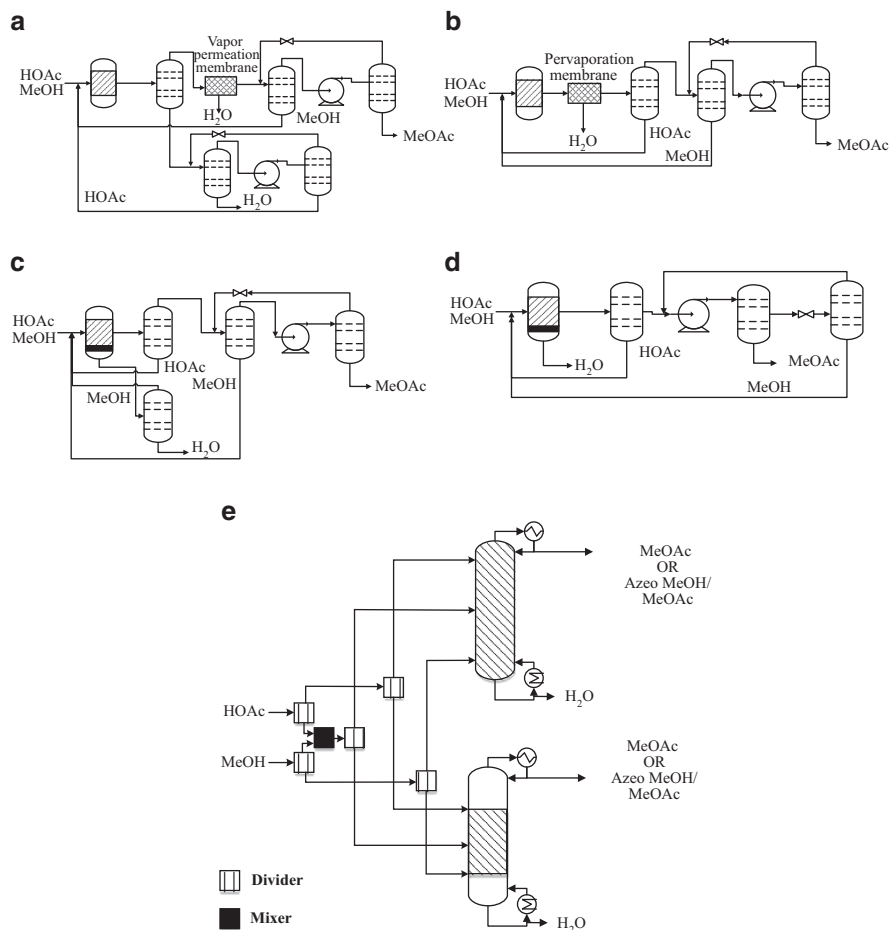 a
Vapor
permeation
membrane
HOAc
MeOH
H2O
MeOH
MeOAc
H2O
HOAc
b
Pervaporation
membrane
HOAc
MeOH
H2O
HOAc
MeOH
MeOAc
c
HOAc
MeOH
HOAc
MeOH
MeOH
MeOAc
H2O
d
HOAc
MeOH
HOAc
H2O
MeOAc
MeOH
e
MeOAc
OR
Azeo MeOH/
MeOAc
H2O
HOAc
MeOH
MeOAc
OR
Azeo MeOH/
MeOAc
Divider
Mixer
H2O